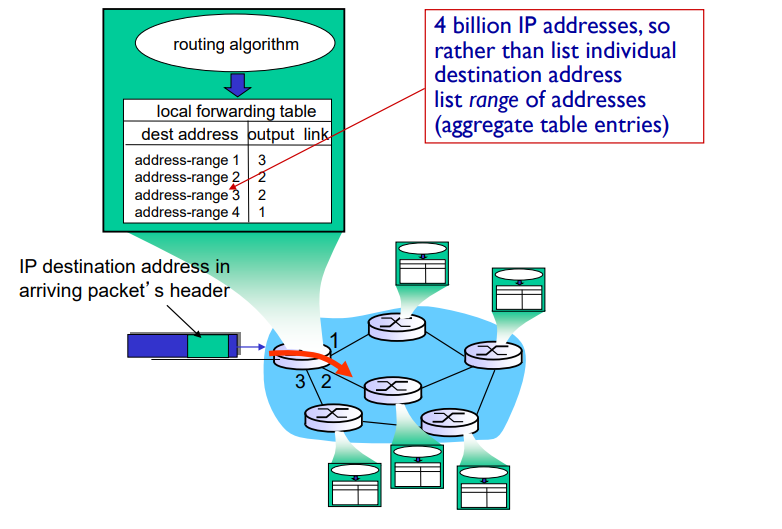 routing algorithm
local forwarding table
dest address output link
address-range 1 3
address-range 2 2
address-range 3 2
address-range 4 1
4 billion IP addresses, so
rather than list individual
destination address
list range of addresses
(aggregate table entries)
IP destination address in
arriving packet’s header
1
3 2